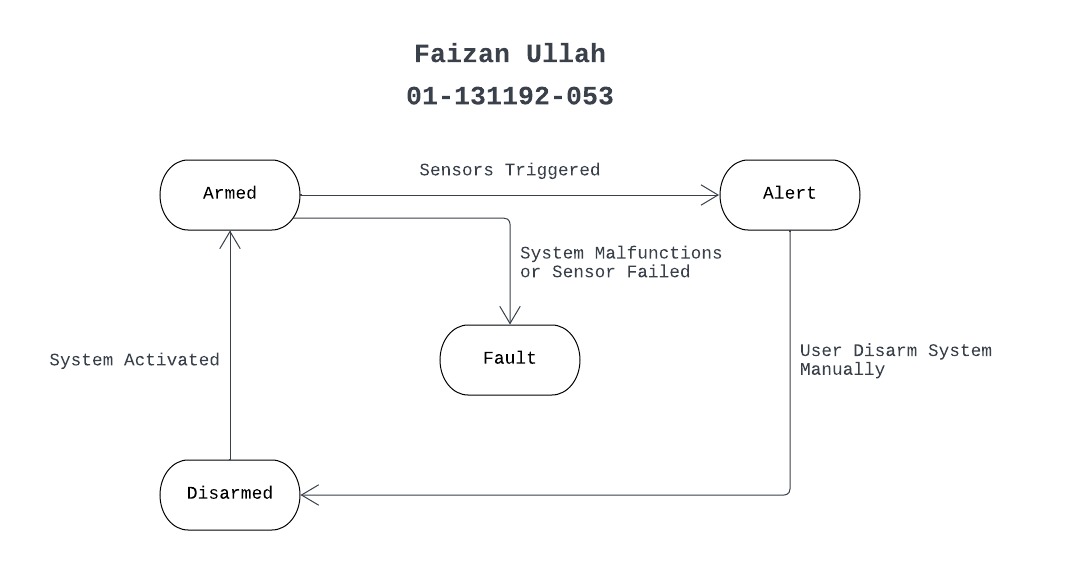 Faizan Ullah
01-131192-053
Sensors Triggered
Armed
Alert
System Malfunctions
or Sensor Failed
Fault
System Activated
User Disarm System
Manually
Disarmed